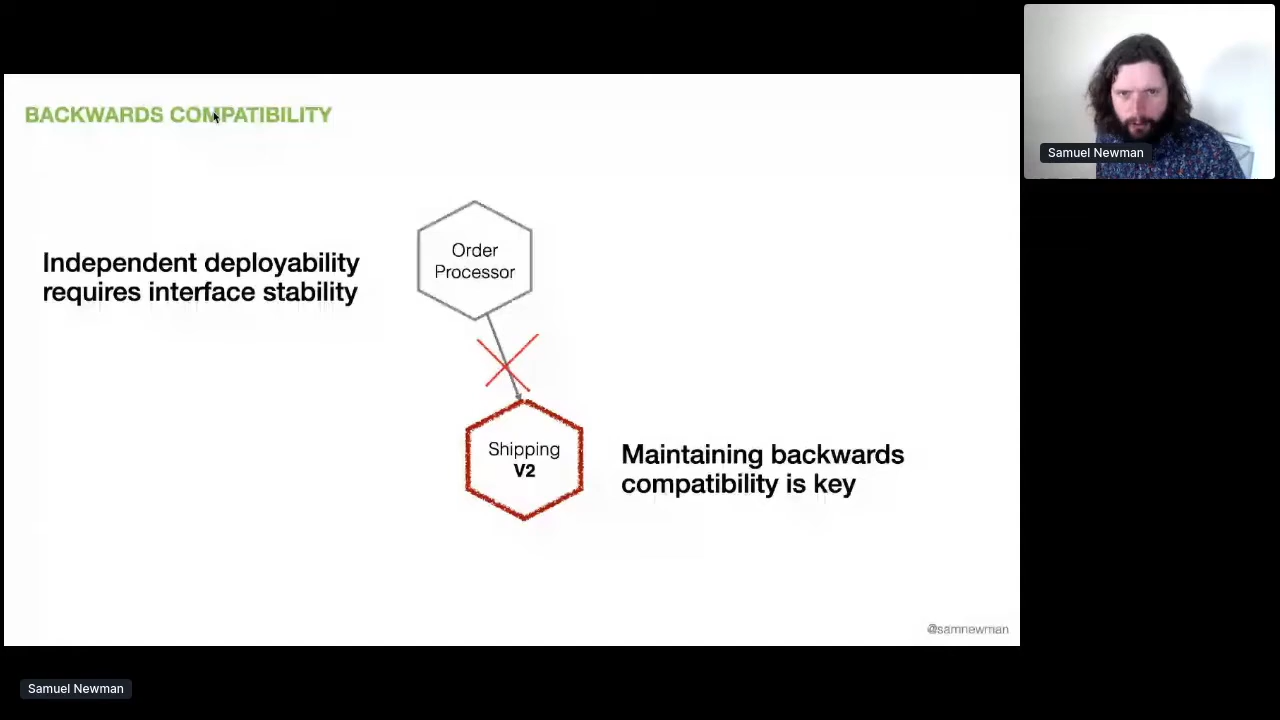 BACKWARDS COMPATIBILITY
Independent deployability
requires interface stability
Order
Processor
Shipping
V2
Maintaining backwards
compatibility is key
@samnewman
Samuel Newman
Samuel Newman